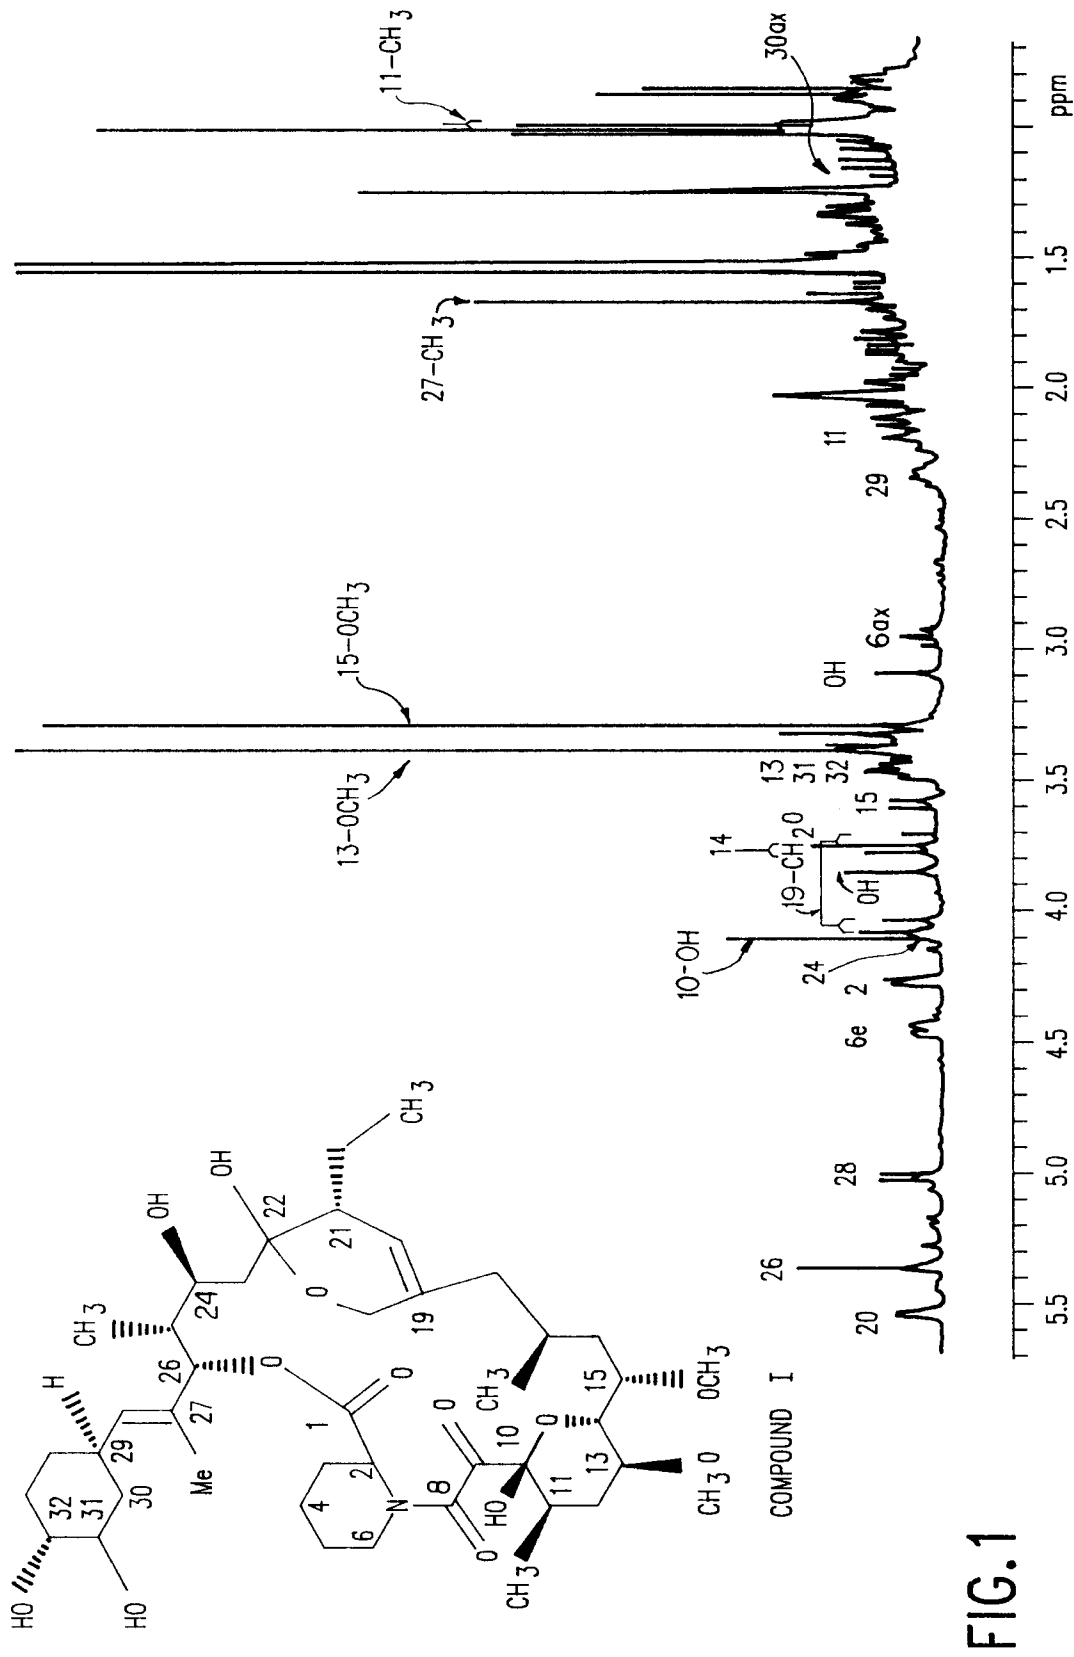 HO
HO
32
31
30
29
H
Me
27
26
CH3
24
OH
OH
22
21
CH3
O
19
O
1
O
2
4
6
N
8
O
O
10
HO
11
CH3
O
13
CH3O
15
OCH3
CH3
COMPOUND I
20
26
28
6e
2
24
10-OH
19-CH2O
OH
14
15
13
31
32
13-OCH3
15-OCH3
OH
6ax
29
11
27-CH3
11-CH3
30ax
5.5
5.0
4.5
4.0
3.5
3.0
2.5
2.0
1.5
ppm
FIG.1